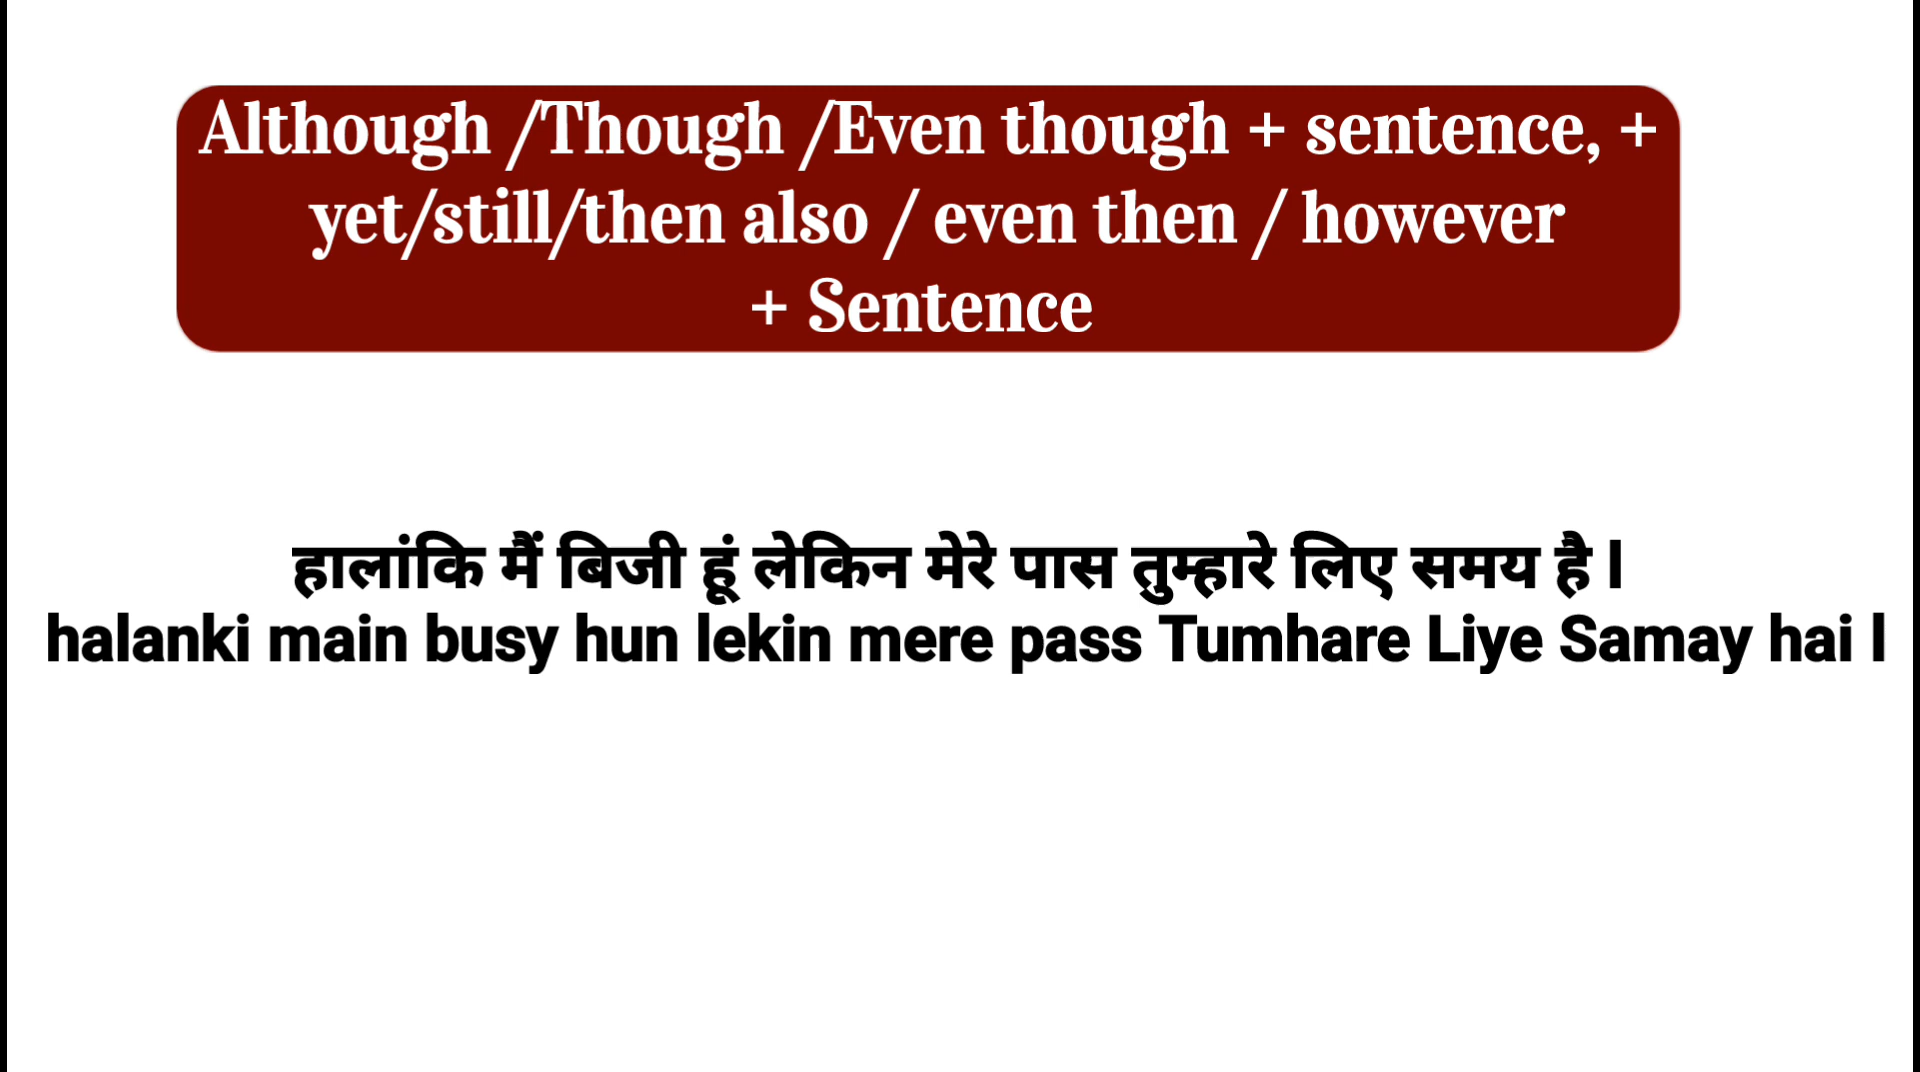 Although /Though /Even though + sentence, +
yet/still/then also / even then / however
+ Sentence
हालांकि मैं बिजी हूं लेकिन मेरे पास तुम्हारे लिए समय है l
halanki main busy hun lekin mere pass Tumhare Liye Samay hai l